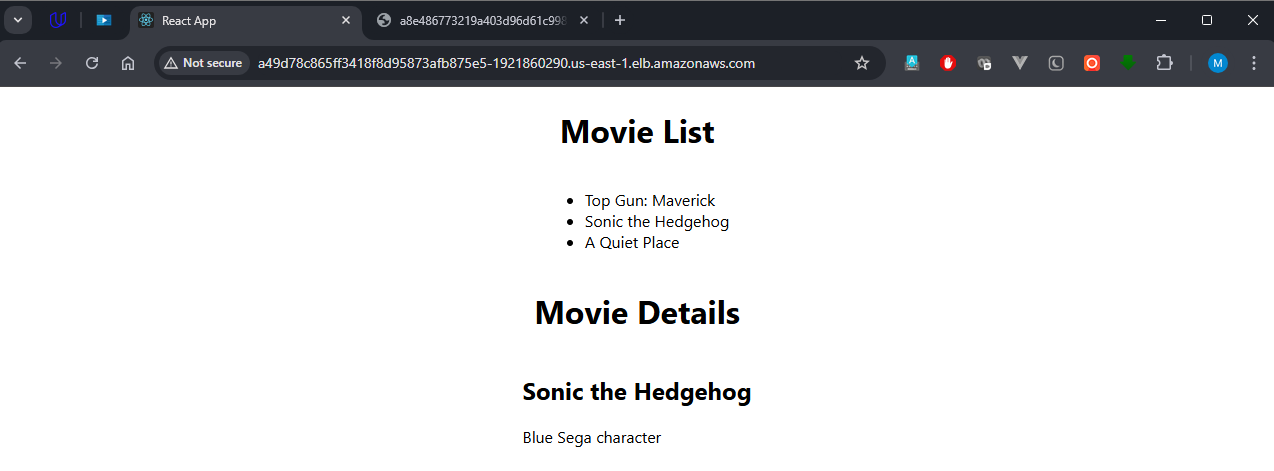 React App
a8e486773219a403d96d61c998
Not secure
a49d78c865ff3418f8d95873afb875e5-1921860290.us-east-1.elb.amazonaws.com
M
Movie List
Top Gun: Maverick
Sonic the Hedgehog
A Quiet Place
Movie Details
Sonic the Hedgehog
Blue Sega character